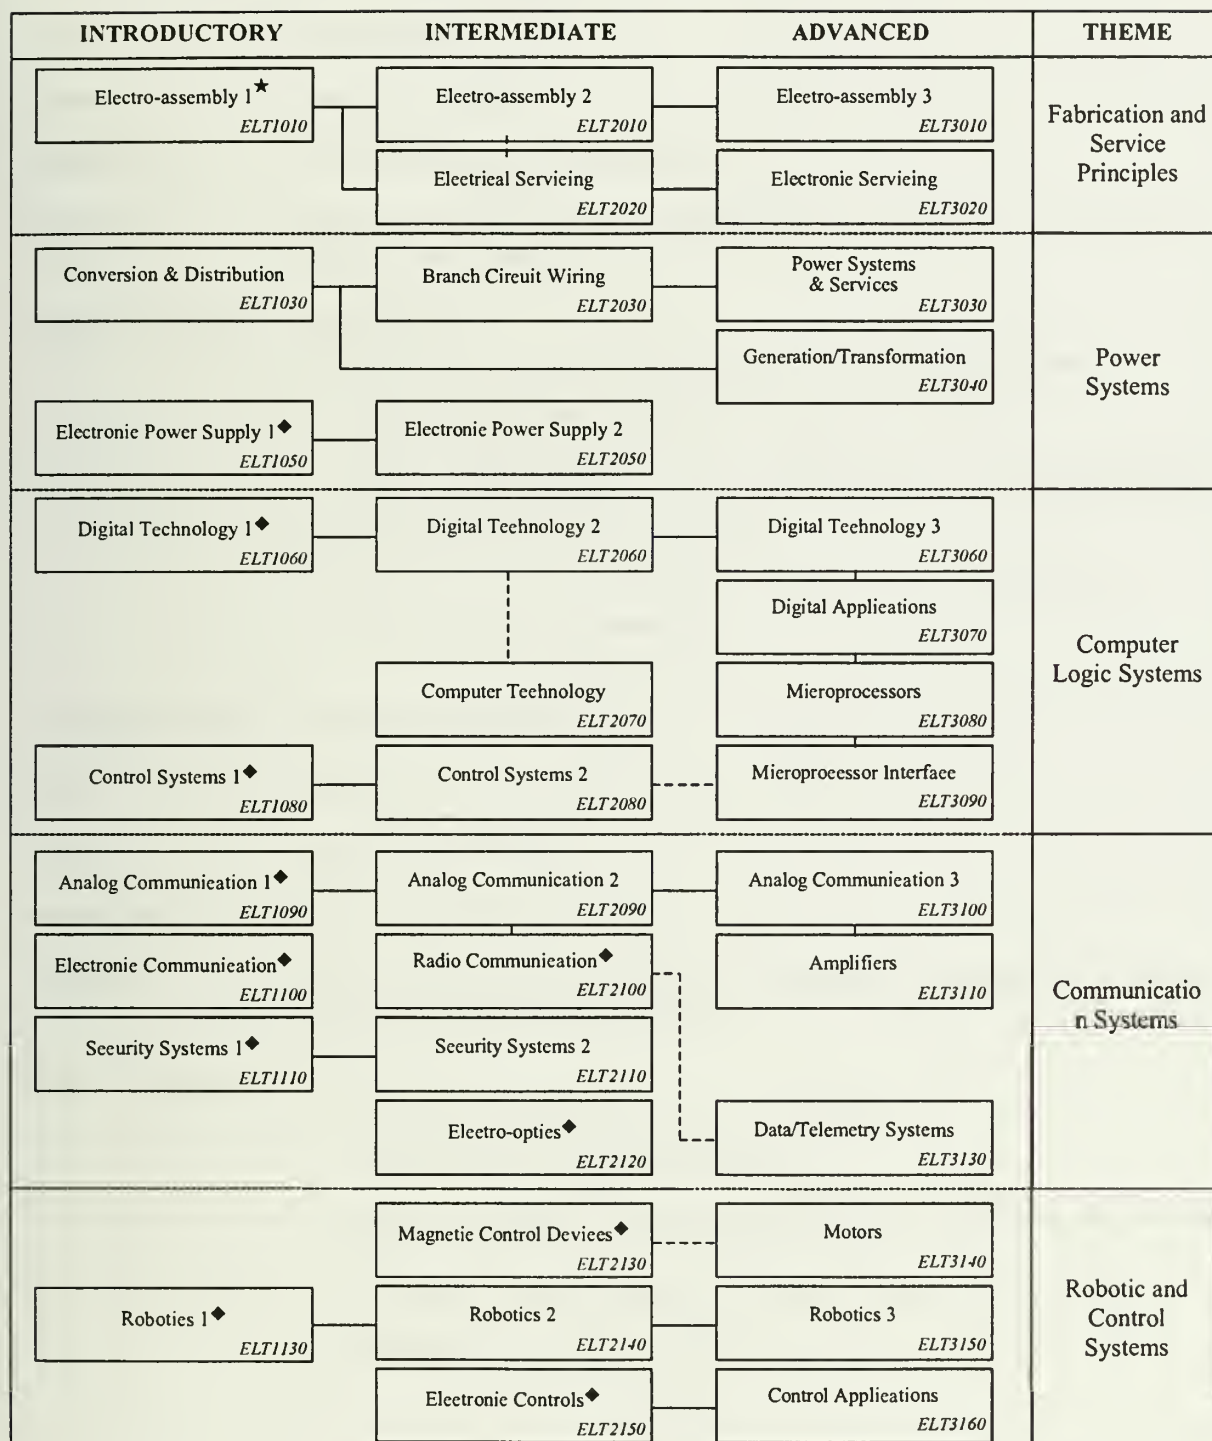 INTRODUCTORY INTERMEDIATE ADVANCED THEME
Electro-assembly 1★
ELT1010
Electro-assembly 2
ELT2010
Electro-assembly 3
ELT3010
Electrical Servicing
ELT2020
Electronic Servicing
ELT3020
Fabrication and
Service
Principles
Conversion & Distribution
ELT1030
Branch Circuit Wiring
ELT2030
Power Systems
& Services
ELT3030
Generation/Transformation
ELT3040
Electronic Power Supply 1◆
ELT1050
Electronic Power Supply 2
ELT2050
Power
Systems
Digital Technology 1◆
ELT1060
Digital Technology 2
ELT2060
Digital Technology 3
ELT3060
Digital Applications
ELT3070
Computer Technology
ELT2070
Microprocessors
ELT3080
Control Systems 1◆
ELT1080
Control Systems 2
ELT2080
Microprocessor Interface
ELT3090
Computer
Logic Systems
Analog Communication 1◆
ELT1090
Analog Communication 2
ELT2090
Analog Communication 3
ELT3100
Electronic Communication◆
ELT1100
Radio Communication◆
ELT2100
Amplifiers
ELT3110
Security Systems 1◆
ELT1110
Security Systems 2
ELT2110
Electro-optics◆
ELT2120
Data/Telemetry Systems
ELT3130
Communicatio
n Systems
Magnetic Control Devices◆
ELT2130
Motors
ELT3140
Robotics 1◆
ELT1130
Robotics 2
ELT2140
Robotics 3
ELT3150
Electronic Controls◆
ELT2150
Control Applications
ELT3160
Robotic and
Control
Systems